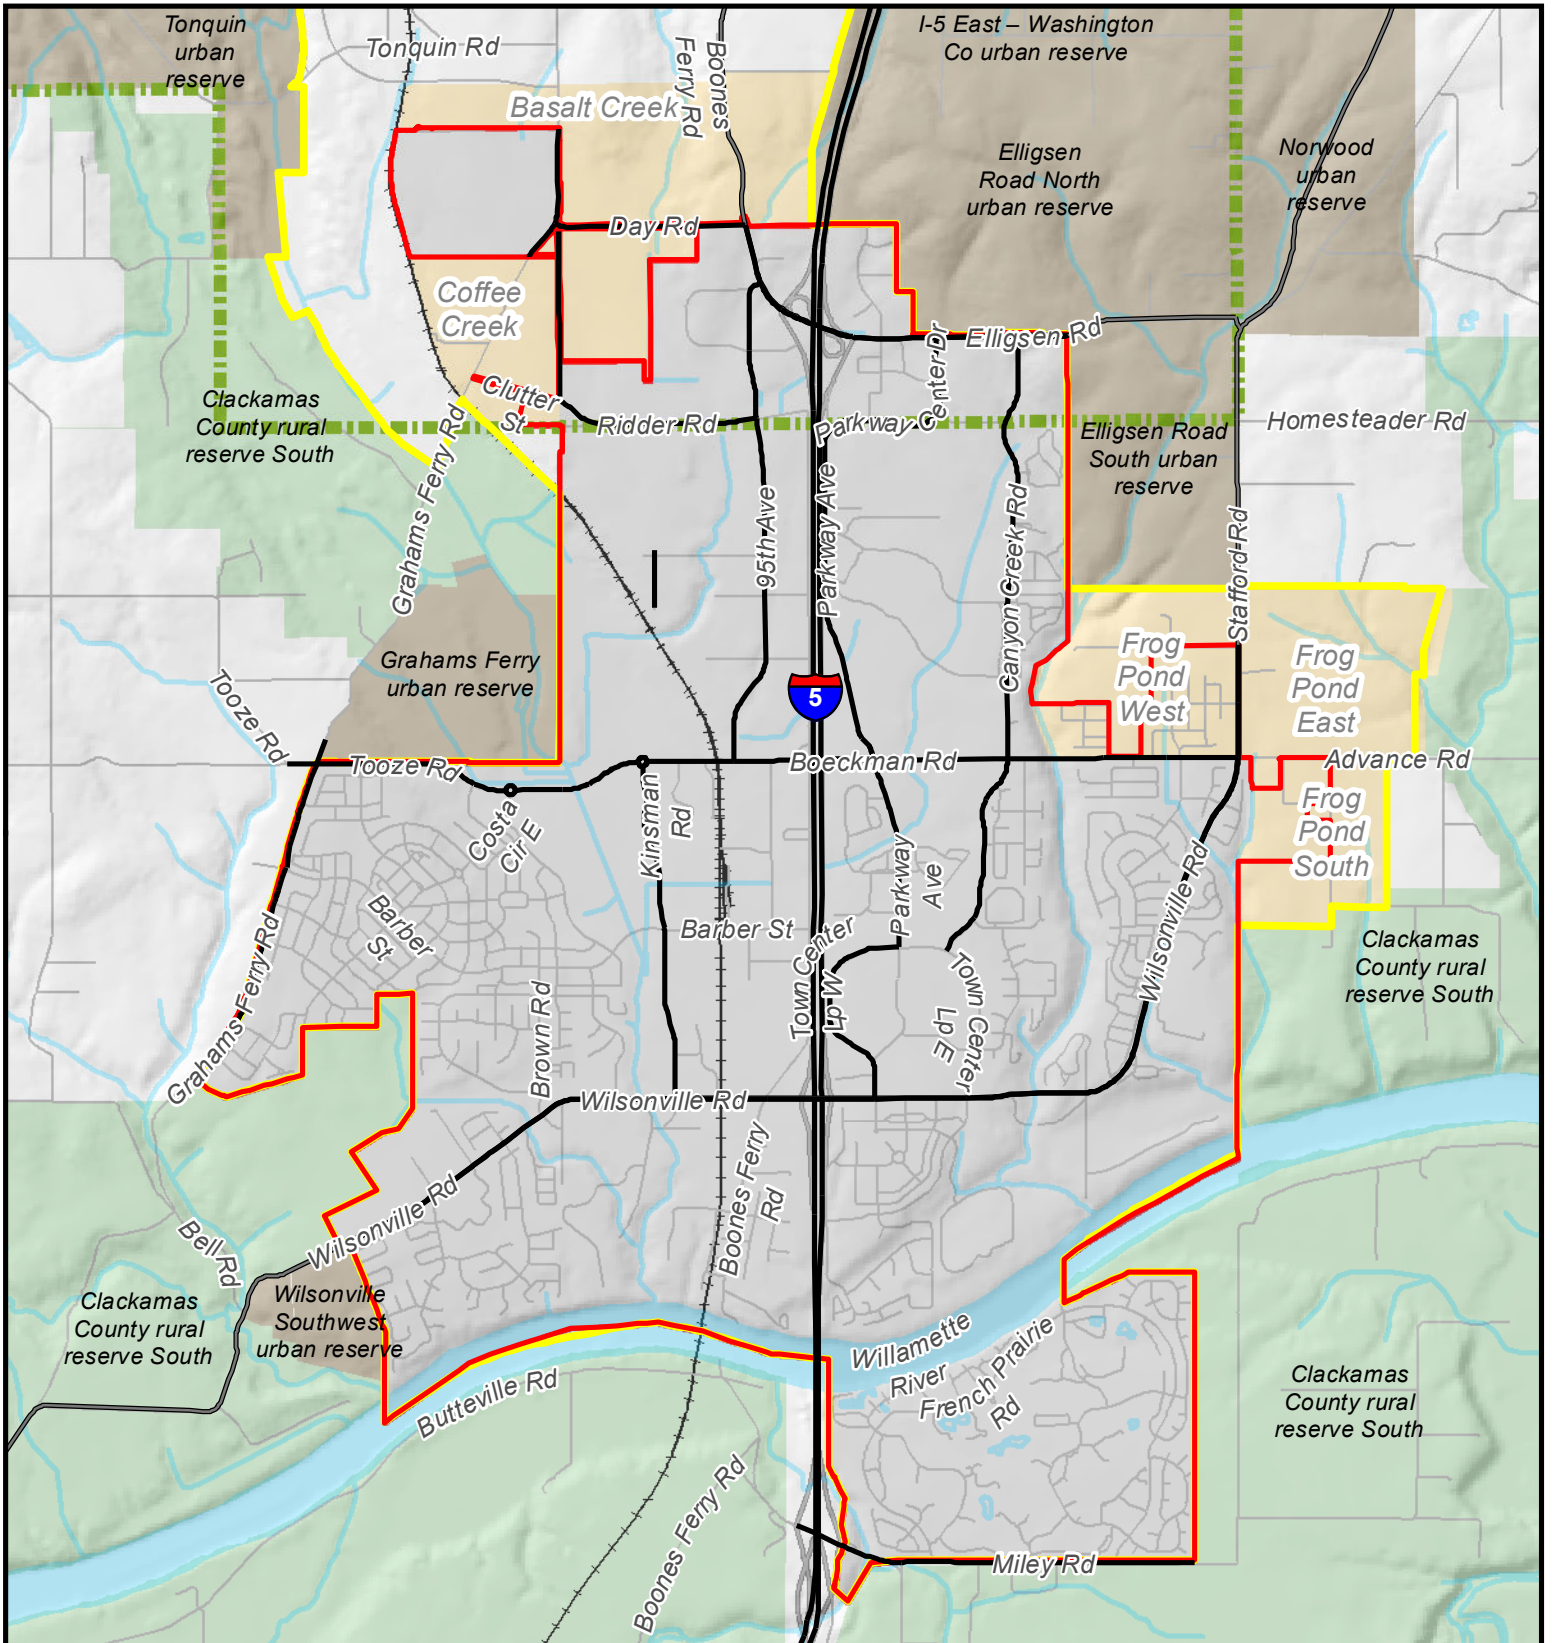 Tonquin
urban
reserve
Tonquin Rd
Boones
Ferry Rd
I-5 East – Washington
Co urban reserve
Basalt Creek
Elligsen
Road North
urban reserve
Norwood
urban
reserve
Day Rd
Coffee
Creek
Elligsen Rd
Parkway Center Dr
Clutter
St
Ridder Rd
Clackamas
County rural
reserve South
Grahams Ferry Rd
Homesteader Rd
Elligsen Road
South urban
reserve
95th Ave
Parkway Ave
Canyon Creek Rd
Stafford Rd
Grahams Ferry
urban reserve
Frog
Pond
West
Frog
Pond
East
5
Tooze Rd
Tooze Rd
Boeckman Rd
Advance Rd
Costa
Cir E
Kinsman
Rd
Frog
Pond
South
Parkway
Ave
Wilsonville Rd
Barber
St
Barber St
Town Center
Lp W
Town Center
Lp E
Clackamas
County rural
reserve South
Grahams Ferry Rd
Brown Rd
Wilsonville Rd
Boones Ferry
Rd
Bell Rd
Wilsonville Rd
Clackamas
County rural
reserve South
Wilsonville
Southwest
urban reserve
Willamette
River
French Prairie
Rd
Butteville Rd
Clackamas
County rural
reserve South
Boones Ferry Rd
Miley Rd